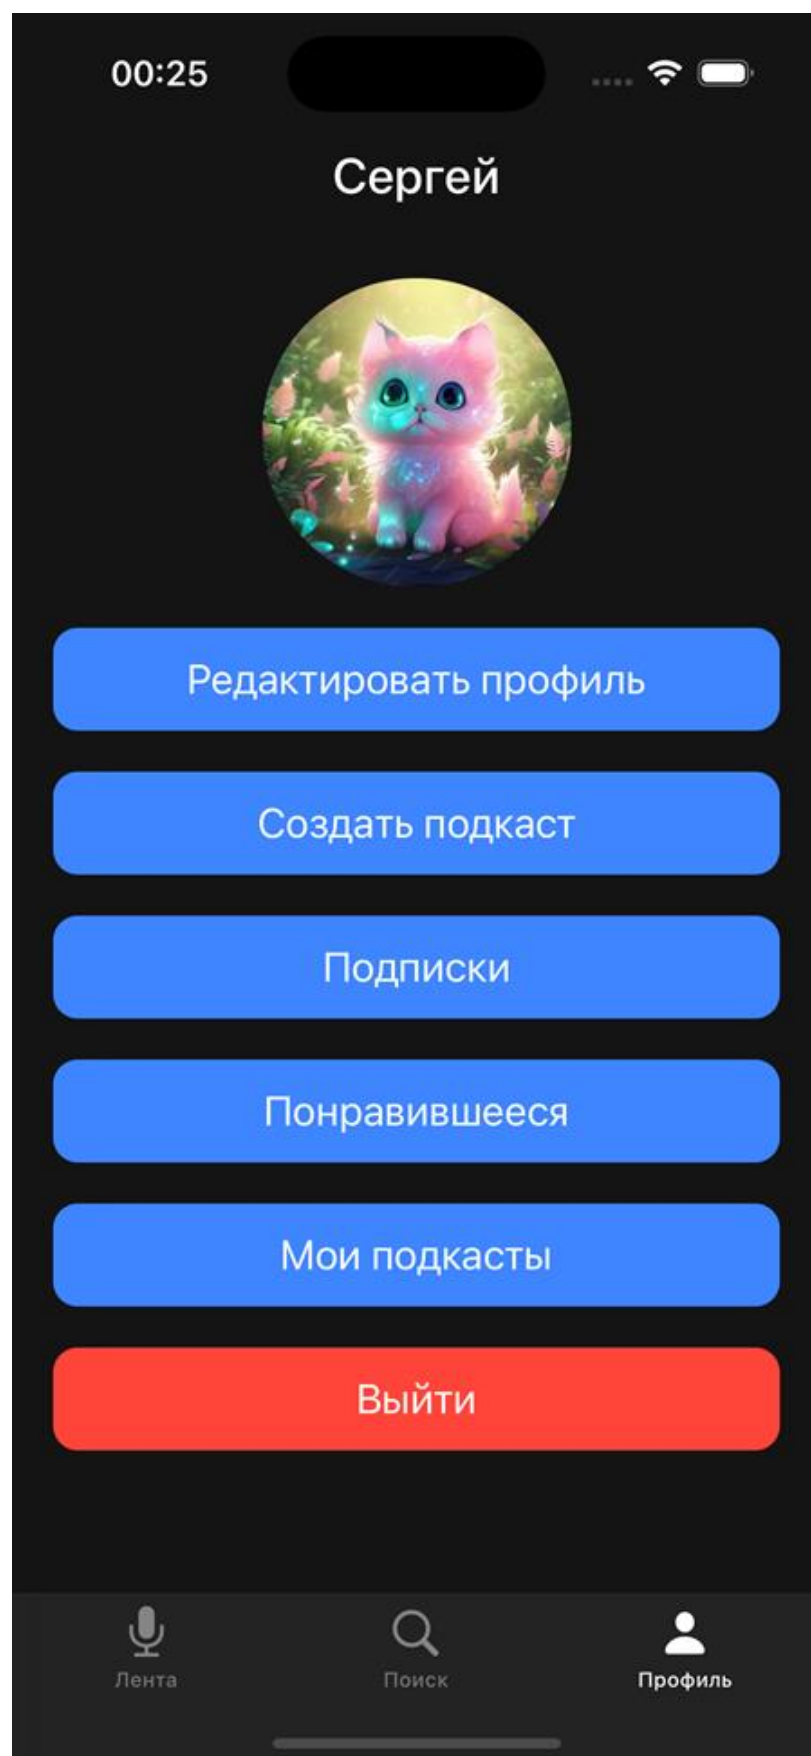 00:25
Сергей
Редактировать профиль
Создать подкаст
Подписки
Понравившееся
Мои подкасты
Выйти
Лента Поиск Профиль